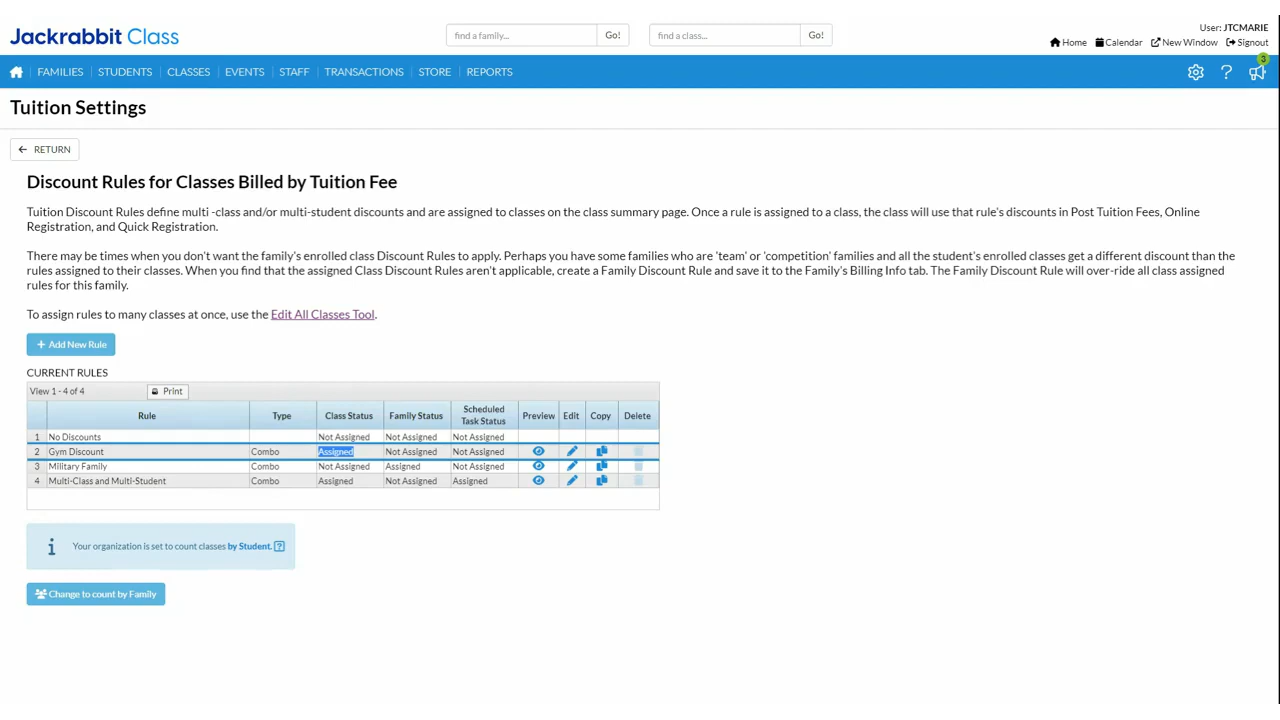 User: JTCMARIE
Jackrabbit Class
find a family... Go! find a class... Go!
Home Calendar New Window Signout
FAMILIES STUDENTS CLASSES EVENTS STAFF TRANSACTIONS STORE REPORTS ? 3
Tuition Settings
RETURN
Discount Rules for Classes Billed by Tuition Fee
Tuition Discount Rules define multi -class and/or multi-student discounts and are assigned to classes on the class summary page. Once a rule is assigned to a class, the class will use that rule's discounts in Post Tuition Fees, Online
Registration, and Quick Registration.
There may be times when you don't want the family's enrolled class Discount Rules to apply. Perhaps you have some families who are 'team' or 'competition' families and all the student's enrolled classes get a different discount than the
rules assigned to their classes. When you find that the assigned Class Discount Rules aren't applicable, create a Family Discount Rule and save it to the Family's Billing Info tab. The Family Discount Rule will over-ride all class assigned
rules for this family.
To assign rules to many classes at once, use the Edit All Classes Tool.
+ Add New Rule
CURRENT RULES
View 1 - 4 of 4 Print
Rule Type Class Status Family Status Scheduled Task Status Preview Edit Copy Delete
1 No Discounts Not Assigned Not Assigned Not Assigned
2 Gym Discount Combo Assigned Not Assigned Not Assigned
3 Military Family Combo Not Assigned Assigned Not Assigned
4 Multi-Class and Multi-Student Combo Assigned Not Assigned Assigned
i Your organization is set to count classes by Student. ?
Change to count by Family